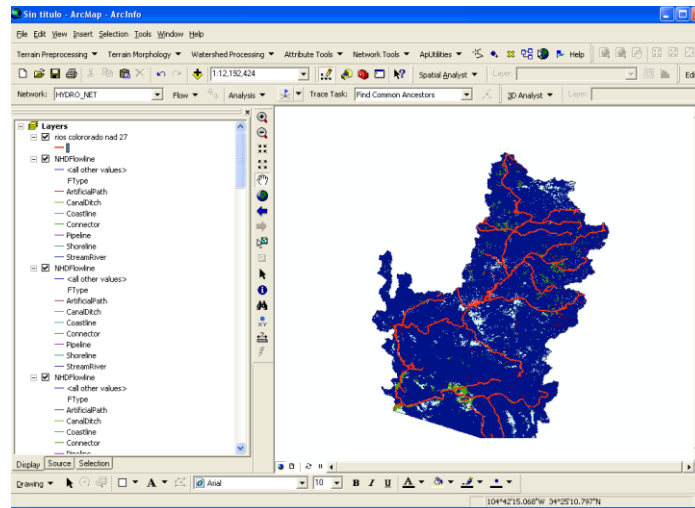 Sin título - ArcMap - ArcInfo
File Edit View Insert Selection Tools Window Help
Terrain Preprocessing Terrain Morphology Watershed Processing Attribute Tools Network Tools ApUtilities Help
1:12,192,424 Spatial Analyst Layer: Edi
Network: HYDRO_NET Flow Analysis Trace Task: Find Common Ancestors 3D Analyst Layer:
Layers
rios colororado nad 27
NHDFlowline
<all other values>
FType
ArtificialPath
CanalDitch
Coastline
Connector
Pipeline
Shoreline
StreamRiver
NHDFlowline
<all other values>
FType
ArtificialPath
CanalDitch
Coastline
Connector
Pipeline
Shoreline
StreamRiver
NHDFlowline
<all other values>
FType
ArtificialPath
CanalDitch
Coastline
Connector
XY
Display Source Selection
Drawing A Arial 10 B I U A
104°42'15.068"W 34°25'10.797"N